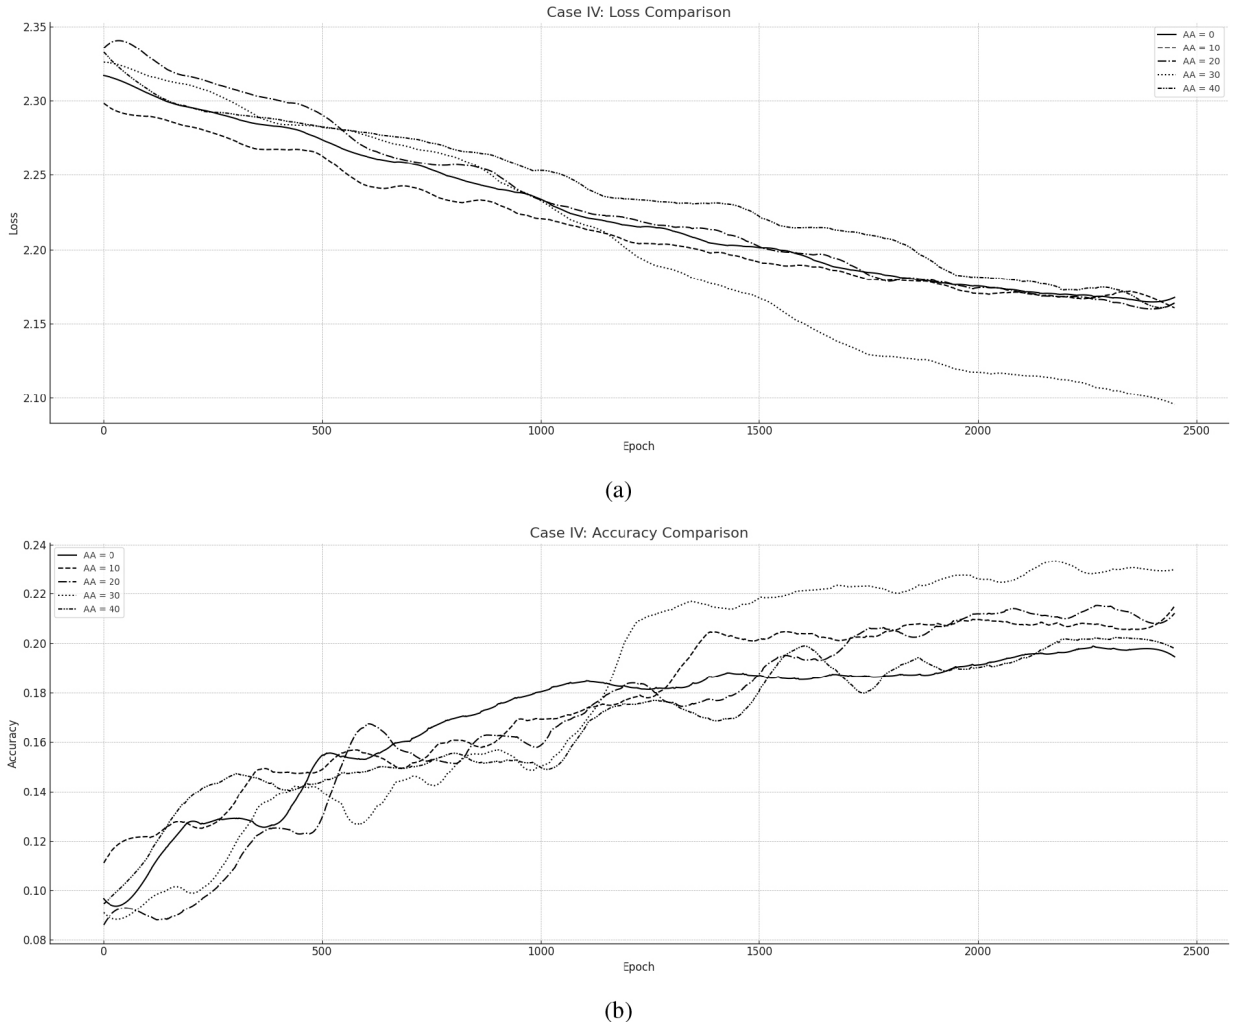 Case IV: Loss Comparison
2.35
2.30
2.25
2.20
2.15
2.10
Loss
AA = 0
AA = 10
AA = 20
AA = 30
AA = 40
0
500
1000
1500
2000
2500
Epoch
(a)
Case IV: Accuracy Comparison
0.24
0.22
0.20
0.18
0.16
0.14
0.12
0.10
0.08
Accuracy
AA = 0
AA = 10
AA = 20
AA = 30
AA = 40
0
500
1000
1500
2000
2500
Epoch
(b)